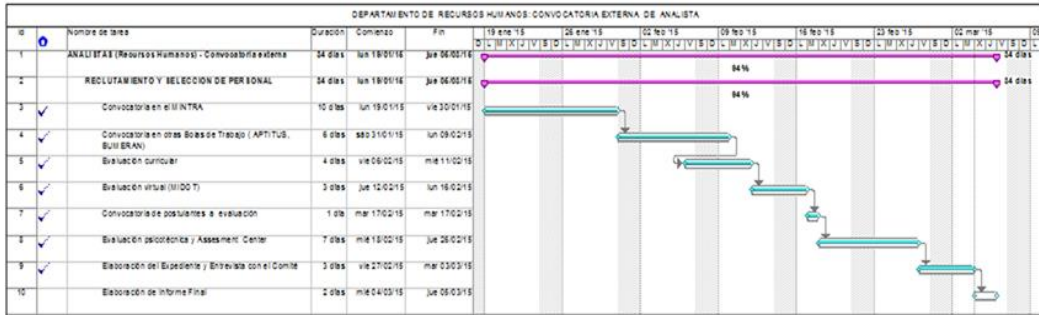 DEPARTAMENTO DE RECURSOS HUMANOS: CONVOCATORIA EXTERNA DE ANALISTA
Id Nombre de tarea Duración Comienzo Fin 19 ene '15 26 ene '15 02 feb '15 09 feb '15 16 feb '15 23 feb '15 02 mar '15
D L M X J V S D L M X J V S D L M X J V S D L M X J V S D L M X J V S D L M X J V S D L M X J V S D
1 ANALISTAS (Recursos Humanos) - Convocatoria externa 34 días lun 19/01/15 jue 05/03/15 34 días
94 %
2 RECLUTAMIENTO Y SELECCION DE PERSONAL 34 días lun 19/01/15 jue 05/03/15 34 días
94 %
3 Convocatoria en el MINTRA 10 días lun 19/01/15 vie 30/01/15
4 Convocatoria en otras Bolas de Trabajo ( APTITUS, 6 días sáb 31/01/15 lun 09/02/15
BUMERAN)
5 Evaluación curricular 4 días vie 06/02/15 mié 11/02/15
6 Evaluación virtual (MIDOT) 3 días jue 12/02/15 lun 16/02/15
7 Convocatoria de postulantes a evaluación 1 día mar 17/02/15 mar 17/02/15
8 Evaluación psicotécnica y Assesment Center 7 días mié 18/02/15 jue 26/02/15
9 Elaboración del Expediente y Entrevista con el Comité 3 días vie 27/02/15 mar 03/03/15
10 Elaboración de Informe Final 2 días mié 04/03/15 jue 05/03/15